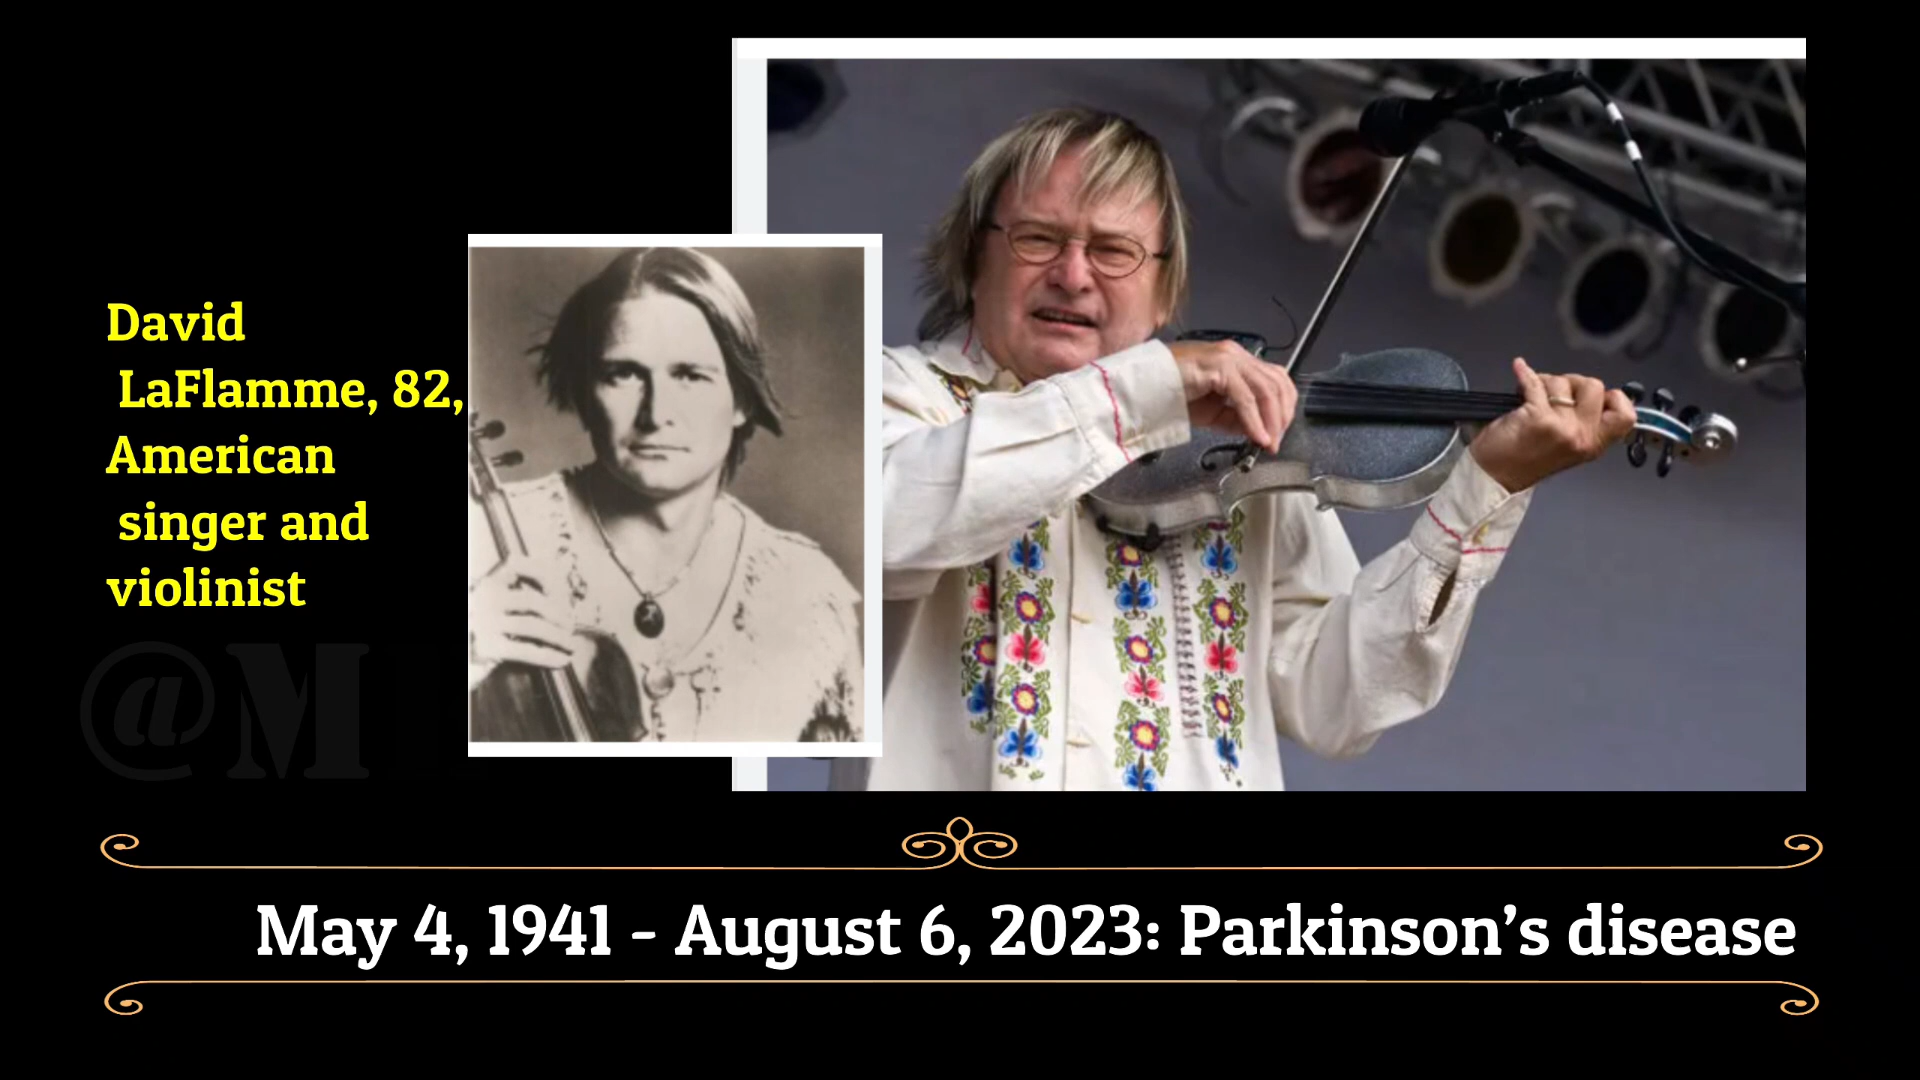 David
LaFlamme, 82,
American
singer and
violinist
@M
May 4, 1941 - August 6, 2023: Parkinson’s disease